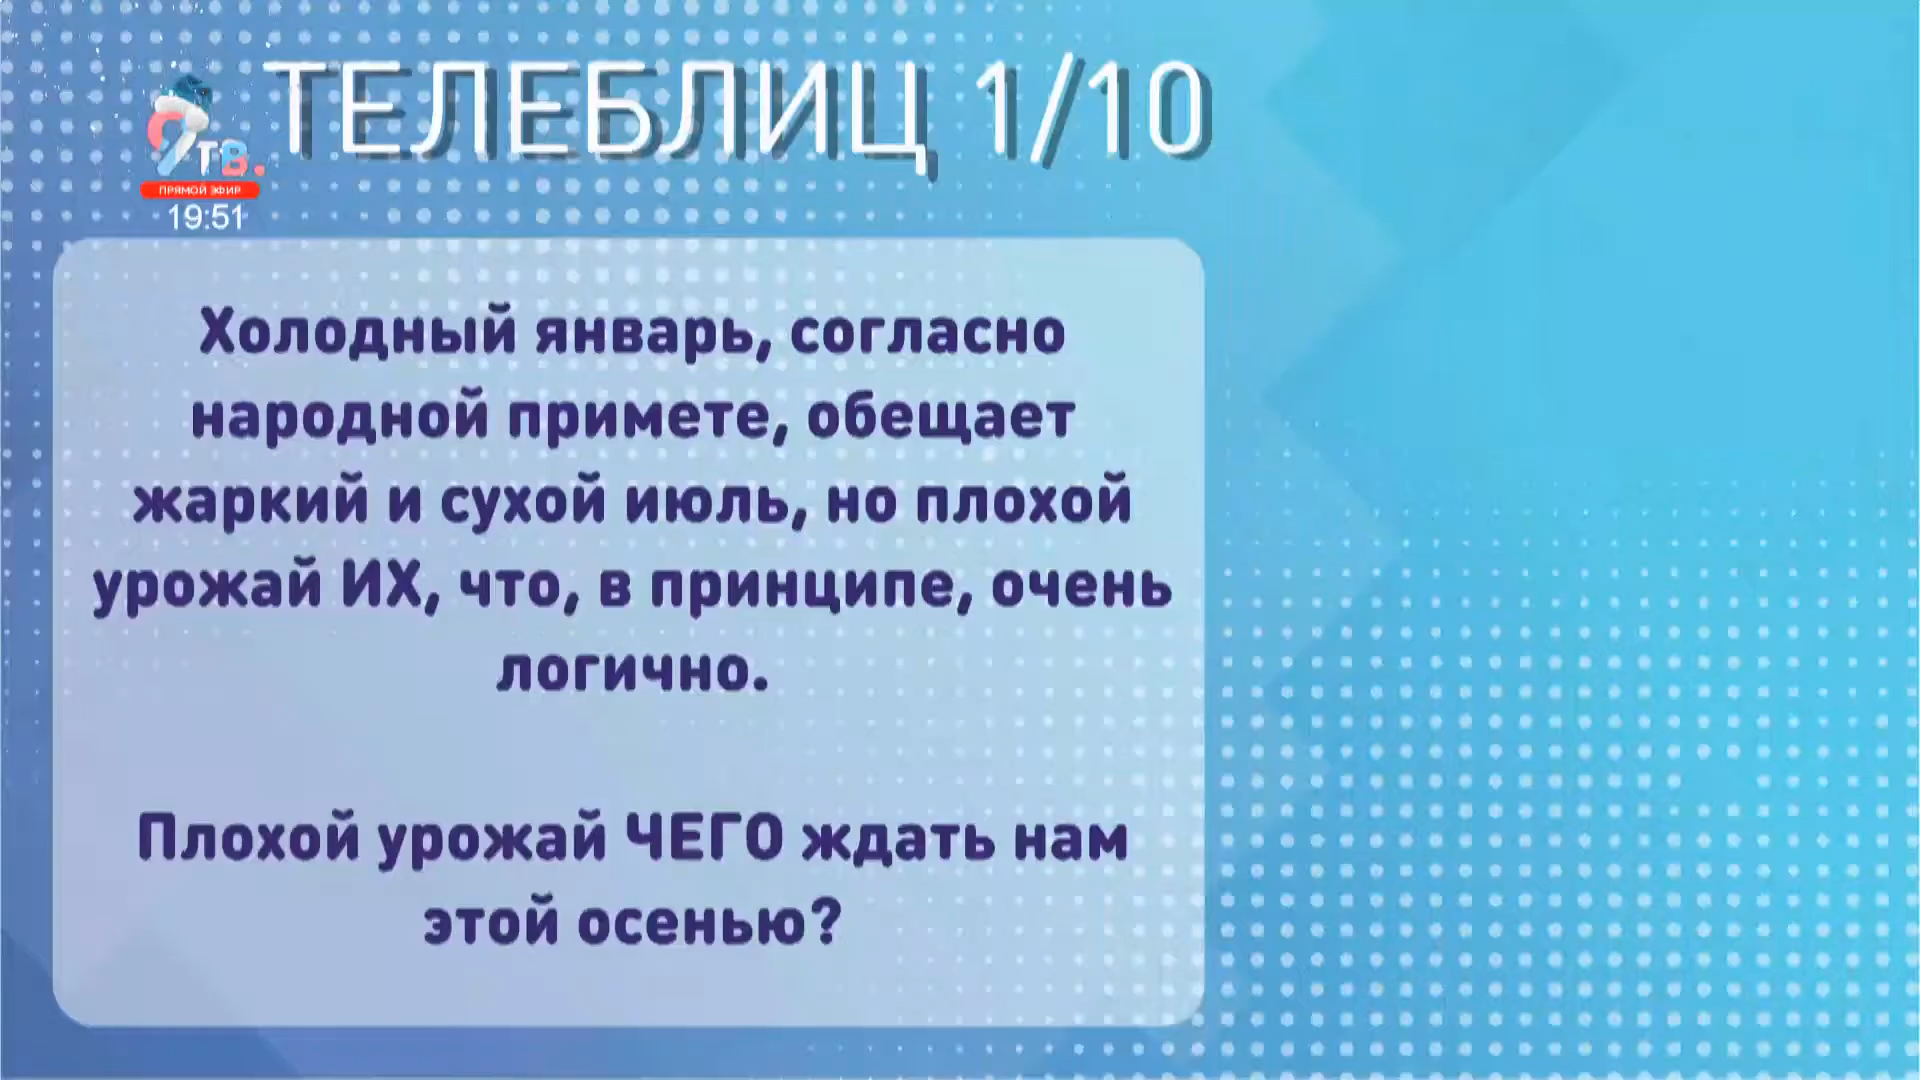 ТЕЛЕБЛИЦ 1/10
9ТВ.
ПРЯМОЙ ЭФИР
19:51
Холодный январь, согласно
народной примете, обещает
жаркий и сухой июль, но плохой
урожай ИХ, что, в принципе, очень
логично.
Плохой урожай ЧЕГО ждать нам
этой осенью?